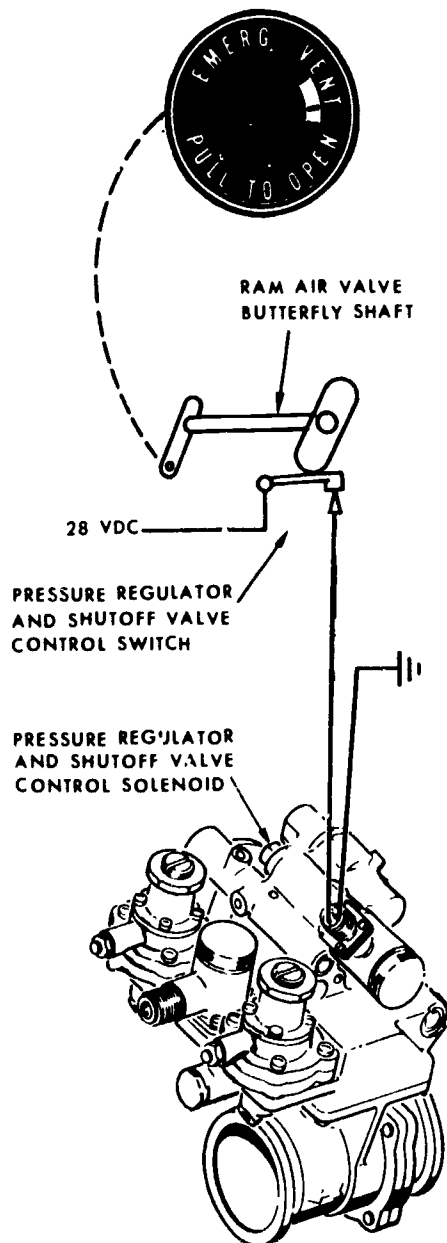 EMERG. VENT
PULL TO OPEN
RAM AIR VALVE
BUTTERFLY SHAFT
28 VDC
PRESSURE REGULATOR
AND SHUTOFF VALVE
CONTROL SWITCH
PRESSURE REGULATOR
AND SHUTOFF VALVE
CONTROL SOLENOID